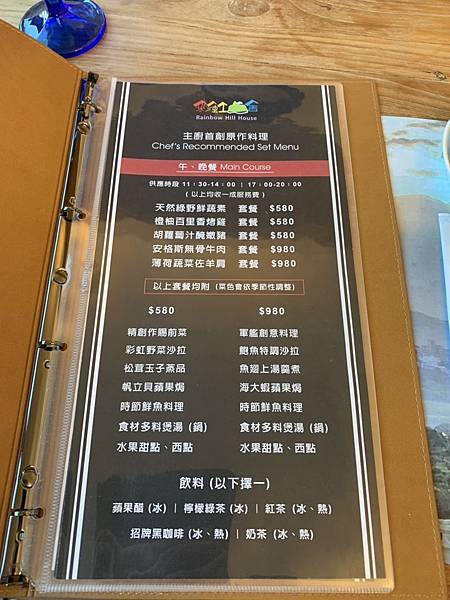 Rainbow Hill House
主廚首創原作料理
Chef's Recommended Set Menu
午、晚餐 Main Course
供應時段 11:30-14:00 | 17:00-20:00
(以上均收一成服務費)
天然綠野鮮蔬素 套餐 $580
橙柚百里香烤雞 套餐 $580
胡蘿蔔汁醃嫩豬 套餐 $580
安格斯無骨牛肉 套餐 $980
薄荷蔬菜佐羊肩 套餐 $980
以上套餐均附 (菜色會依季節性調整)
$580 $980
精創作賜前菜 軍艦創意料理
彩虹野菜沙拉 鮑魚特調沙拉
松茸玉子蒸品 魚翅上湯羹煮
帆立貝蘋果焗 海大蝦蘋果焗
時節鮮魚料理 時節鮮魚料理
食材多料煲湯 (鍋) 食材多料煲湯 (鍋)
水果甜點、西點 水果甜點、西點
飲料 (以下擇一)
蘋果醋 (冰) | 檸檬綠茶 (冰) | 紅茶 (冰、熱)
招牌黑咖啡 (冰、熱) | 奶茶 (冰、熱)